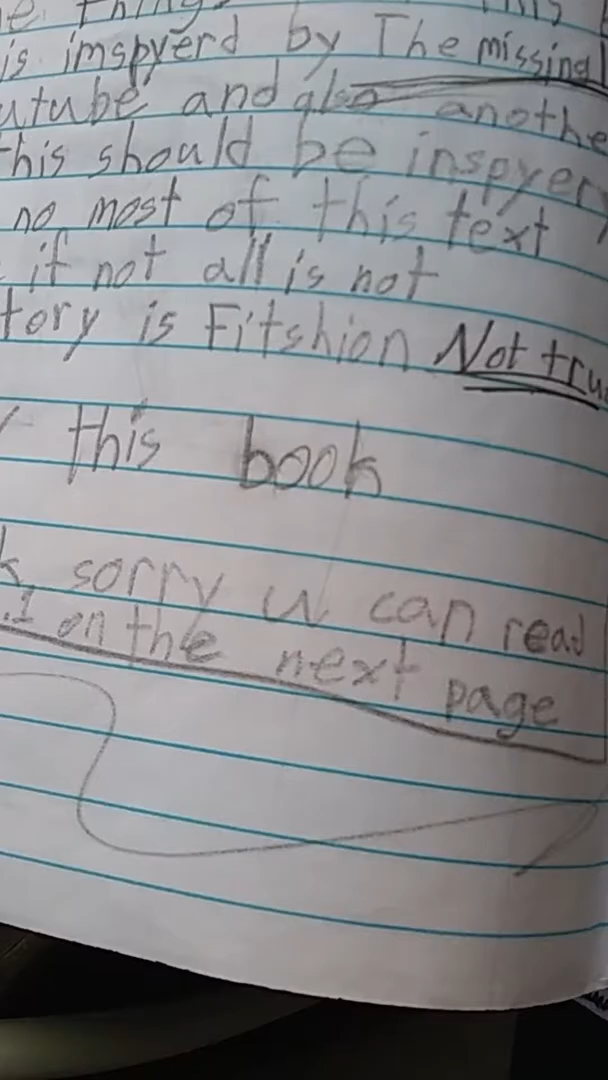 is imspyerd by The missing
utube and also anothe
this should be inspyer
no most of this text
if not all is not
tory is Fitshion Not tru
this book
k sorry u can read
.1 on the next page